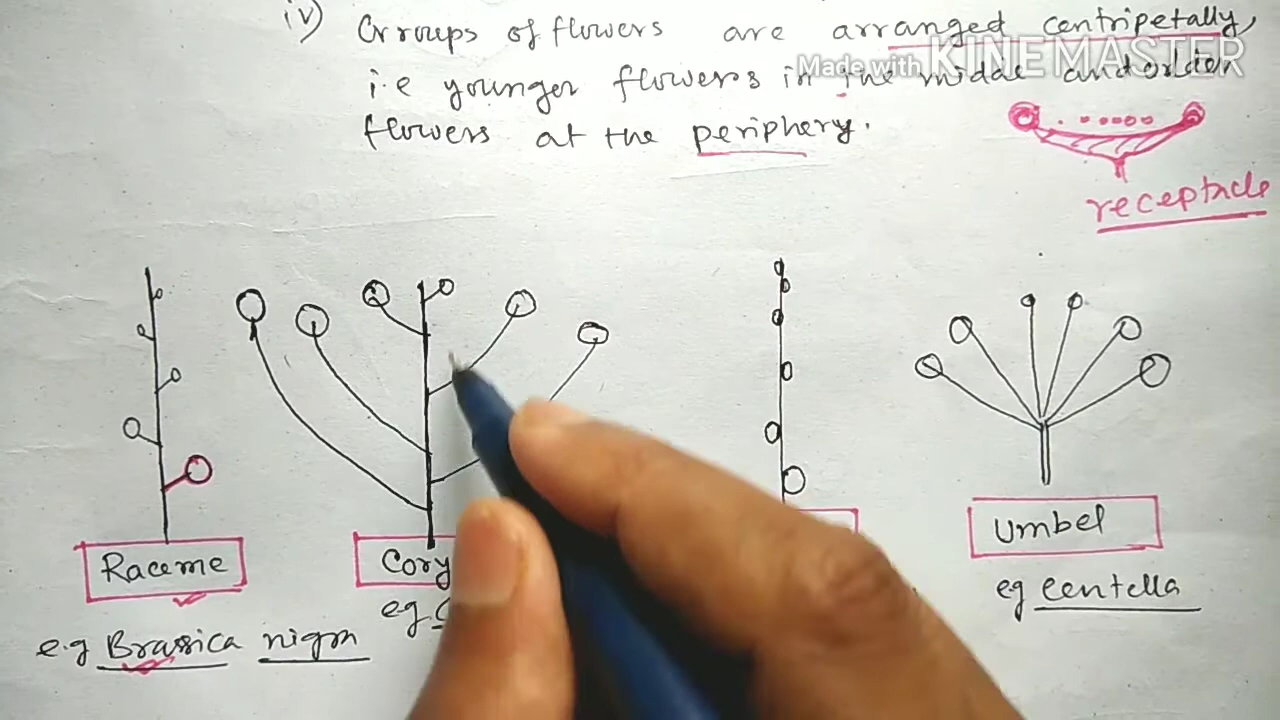 iv) Groups of flowers are arranged centripetally,
Made with KINEMASTER
i.e younger flowers in the middle and older
flowers at the periphery.
receptacle
Raceme
Cory
Umbel
eg Centella
e.g
e.g Brassica nigra